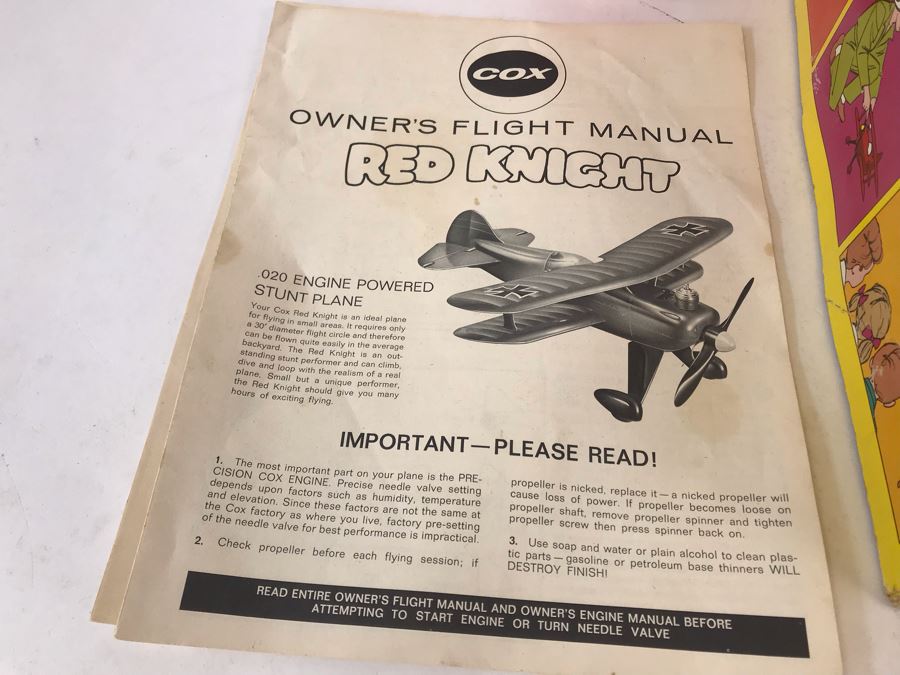 COX
OWNER'S FLIGHT MANUAL
RED KNIGHT
.020 ENGINE POWERED
STUNT PLANE
Your Cox Red Knight is an ideal plane
for flying in small areas. It requires only
a 30' diameter flight circle and therefore
can be flown quite easily in the average
backyard. The Red Knight is an out-
standing stunt performer and can climb,
dive and loop with the realism of a real
plane. Small but a unique performer,
the Red Knight should give you many
hours of exciting flying.
IMPORTANT—PLEASE READ!
1. The most important part on your plane is the PRE-
CISION COX ENGINE. Precise needle valve setting
depends upon factors such as humidity, temperature
and elevation. Since these factors are not the same at
the Cox factory as where you live, factory pre-setting
of the needle valve for best performance is impractical.
2. Check propeller before each flying session; if
propeller is nicked, replace it — a nicked propeller will
cause loss of power. If propeller becomes loose on
propeller shaft, remove propeller spinner and tighten
propeller screw then press spinner back on.
3. Use soap and water or plain alcohol to clean plas-
tic parts — gasoline or petroleum base thinners WILL
DESTROY FINISH!
READ ENTIRE OWNER'S FLIGHT MANUAL AND OWNER'S ENGINE MANUAL BEFORE
ATTEMPTING TO START ENGINE OR TURN NEEDLE VALVE